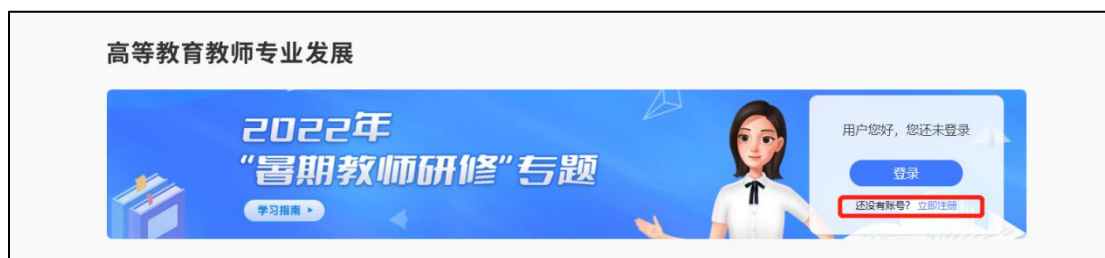 高等教育教师专业发展
2022年
“暑期教师研修”专题
学习指南
用户您好，您还未登录
登录
还没有账号？ 立即注册